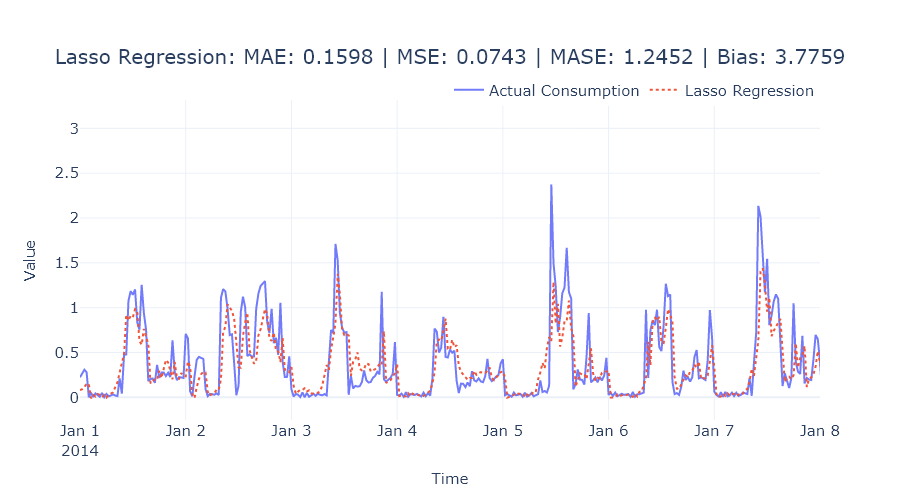 Lasso Regression: MAE: 0.1598 | MSE: 0.0743 | MASE: 1.2452 | Bias: 3.7759
Actual Consumption
Lasso Regression
3
2.5
2
1.5
1
0.5
0
Value
Jan 1
2014
Jan 2
Jan 3
Jan 4
Jan 5
Jan 6
Jan 7
Jan 8
Time